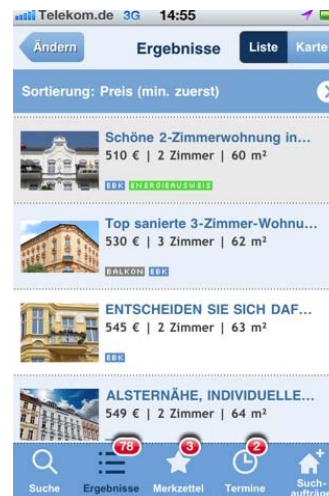 Telekom.de 3G 14:55
Ändern Ergebnisse Liste Karte
Sortierung: Preis (min. zuerst)
Schöne 2-Zimmerwohnung in...
510 € | 2 Zimmer | 60 m²
EBK ENERGIEAUSWEIS
Top sanierte 3-Zimmer-Wohnu...
530 € | 3 Zimmer | 62 m²
BALKON EBK
ENTSCHEIDEN SIE SICH DAF...
545 € | 2 Zimmer | 63 m²
EBK
ALSTERNÄHE, INDIVIDUELLE...
549 € | 2 Zimmer | 64 m²
78 3 2
Suche Ergebnisse Merkzettel Termine Such-
aufträge